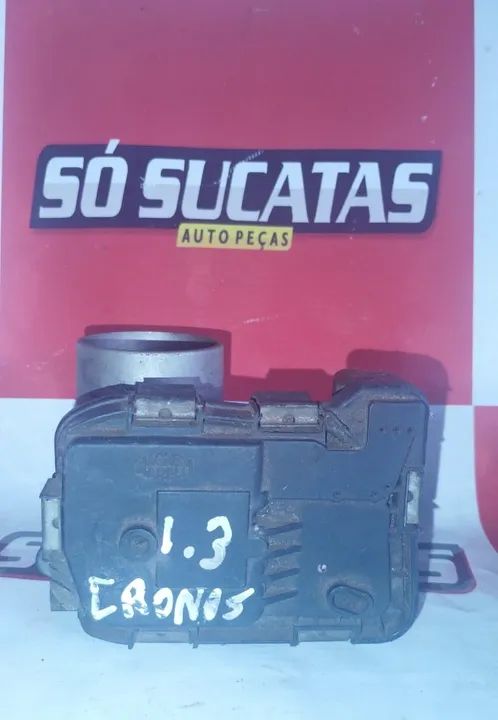 SÓ SUCATAS
AUTO PEÇAS
1.3
CRONOS